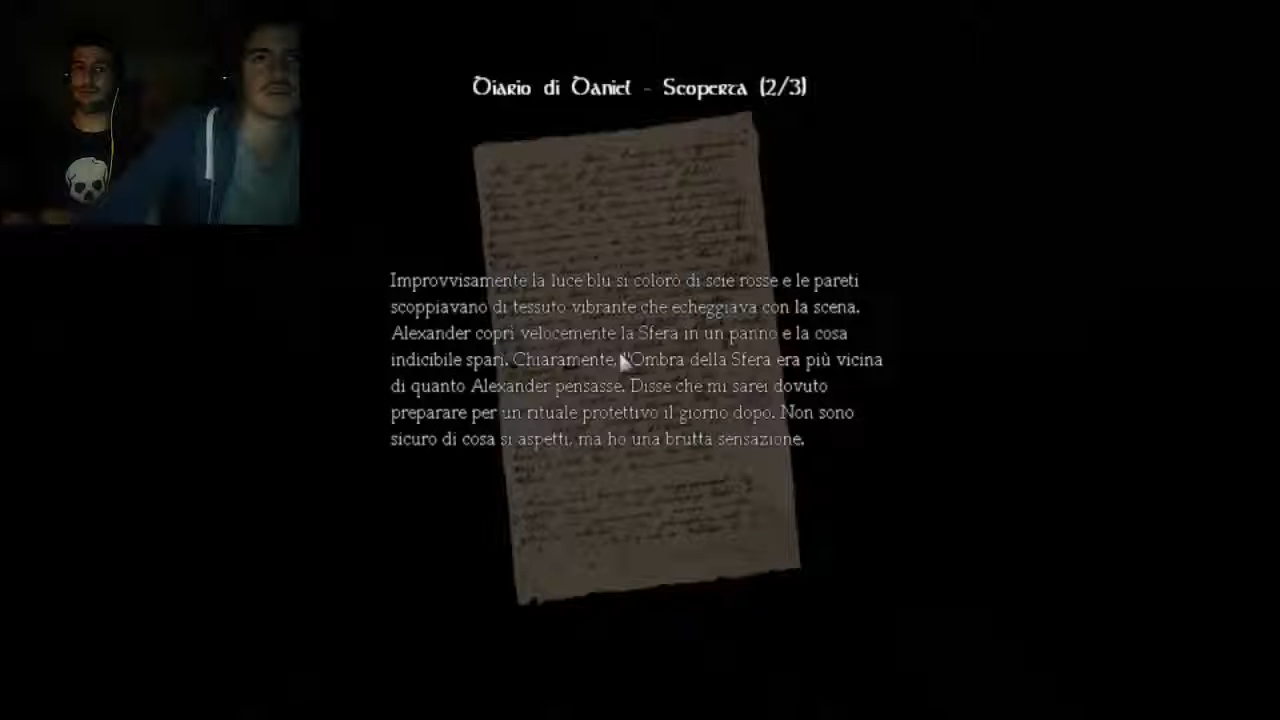 Diario di Daniel - Scoperta (2/3)
Improvvisamente la luce blu si colorò di scie rosse e le pareti
scoppiavano di tessuto vibrante che echeggiava con la scena.
Alexander coprì velocemente la Sfera in un panno e la cosa
indicibile sparì. Chiaramente, l'Ombra della Sfera era più vicina
di quanto Alexander pensasse. Disse che mi sarei dovuto
preparare per un rituale protettivo il giorno dopo. Non sono
sicuro di cosa si aspetti, ma ho una brutta sensazione.